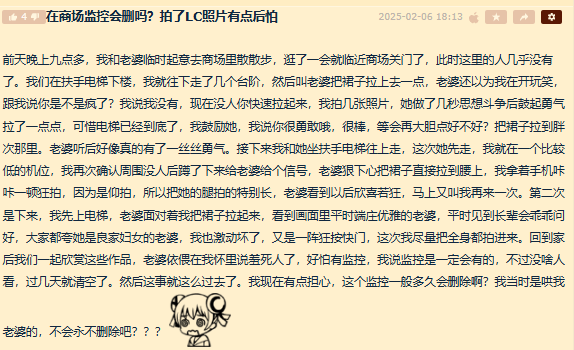 4 在商场监控会删吗？拍了LC照片有点后怕 2025-02-06 18:13
前天晚上九点多，我和老婆临时起意去商场里散散步，逛了一会就临近商场关门了，此时这里的人几乎没有
了。我们在扶手电梯下楼，我就往下走了几个台阶，然后叫老婆把裙子拉上去一点，老婆还以为我在开玩笑，
跟我说你是不是疯了？我说我没有，现在没人你快速拉起来，我拍几张照片，她做了几秒思想斗争后鼓起勇气
拉了一点点，可惜电梯已经到底了，我鼓励她，我说你很勇敢哦，很棒，等会再大胆点好不好？把裙子拉到胖
次那里。老婆听后好像真的有了一丝丝勇气。接下来我和她坐扶手电梯往上走，这次她先走，我就在一个比较
低的机位，我再次确认周围没人后蹲了下来给老婆给个信号，老婆狠下心把裙子直接拉到腰上，我拿着手机咔
咔一顿狂拍，因为是仰拍，所以把她的腿拍的特别长，老婆看到以后欣喜若狂，马上又叫我再来一次。第二次
是下来，我先上电梯，老婆面对着我把裙子拉起来，看到画面里平时端庄优雅的老婆，平时见到长辈会乖乖问
好，大家都夸她是良家妇女的老婆，我也激动坏了，又是一阵狂按快门，这次我尽量把全身都拍进来。回到家
后我们一起欣赏这些作品，老婆依偎在我怀里说羞死人了，好怕有监控，我说监控是一定会有的，不过没啥人
看，过几天就清空了。然后这事就这么过去了。我现在有点担心，这个监控一般多久会删除啊？我当时是哄我
老婆的，不会永不删除吧？？？